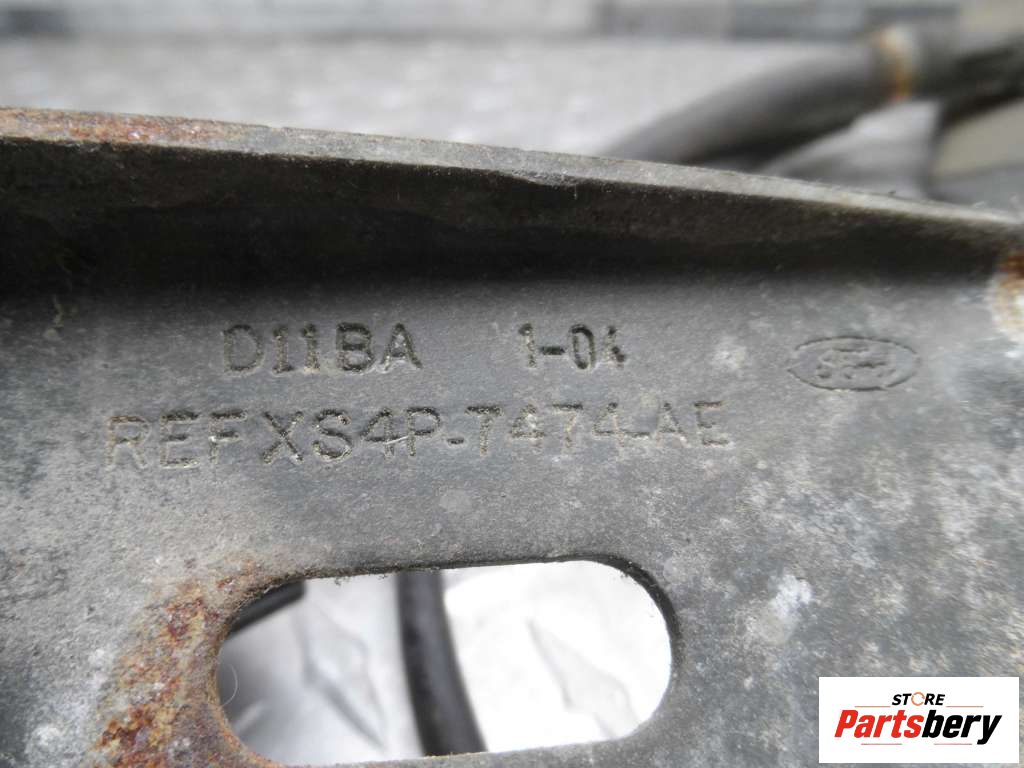 D11BA 1-04
Ford
REFXS4P-7474-AE
STORE
Partsbery